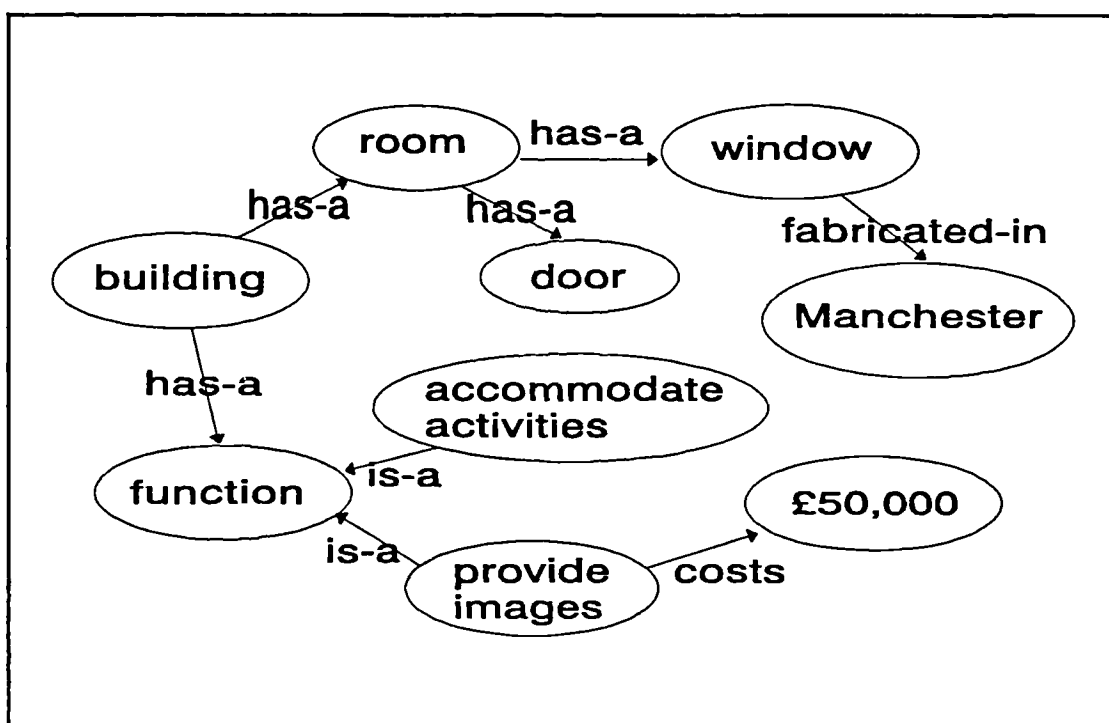 room
has-a
window
has-a
has-a
fabricated-in
building
door
Manchester
has-a
accommodate
activities
is-a
function
£50,000
is-a
provide
images
costs